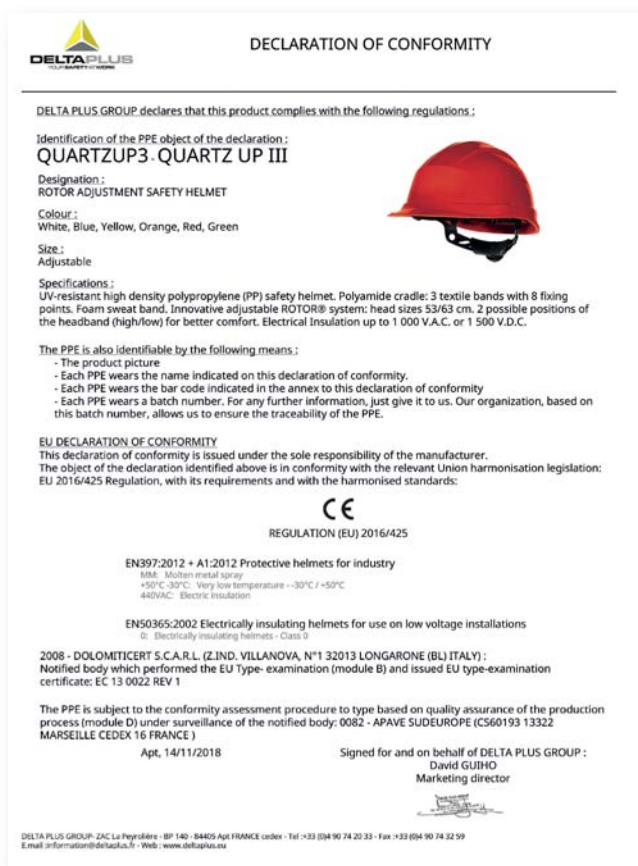 DELTAPLUS
YOUR SAFETY AT WORK
DECLARATION OF CONFORMITY
DELTA PLUS GROUP declares that this product complies with the following regulations :
Identification of the PPE object of the declaration :
QUARTZUP3 - QUARTZ UP III
Designation :
ROTOR ADJUSTMENT SAFETY HELMET
Colour :
White, Blue, Yellow, Orange, Red, Green
Size :
Adjustable
Specifications :
UV-resistant high density polypropylene (PP) safety helmet. Polyamide cradle: 3 textile bands with 8 fixing
points. Foam sweat band. Innovative adjustable ROTOR® system: head sizes 53/63 cm. 2 possible positions of
the headband (high/low) for better comfort. Electrical Insulation up to 1 000 V.A.C. or 1 500 V.D.C.
The PPE is also identifiable by the following means :
- The product picture
- Each PPE wears the name indicated on this declaration of conformity.
- Each PPE wears the bar code indicated in the annex to this declaration of conformity
- Each PPE wears a batch number. For any further information, just give it to us. Our organization, based on
this batch number, allows us to ensure the traceability of the PPE.
EU DECLARATION OF CONFORMITY
This declaration of conformity is issued under the sole responsibility of the manufacturer.
The object of the declaration identified above is in conformity with the relevant Union harmonisation legislation:
EU 2016/425 Regulation, with its requirements and with the harmonised standards:
CE
REGULATION (EU) 2016/425
EN397:2012 + A1:2012 Protective helmets for industry
MM: Molten metal spray
+50°C -30°C: Very low temperature - -30°C / +50°C
440VAC: Electric insulation
EN50365:2002 Electrically insulating helmets for use on low voltage installations
0: Electrically insulating helmets - Class 0
2008 - DOLOMITICERT S.C.A.R.L. (Z.IND. VILLANOVA, N°1 32013 LONGARONE (BL) ITALY) :
Notified body which performed the EU Type- examination (module B) and issued EU type-examination
certificate: EC 13 0022 REV 1
The PPE is subject to the conformity assessment procedure to type based on quality assurance of the production
process (module D) under surveillance of the notified body: 0082 - APAVE SUDEUROPE (CS60193 13322
MARSEILLE CEDEX 16 FRANCE )
Apt, 14/11/2018
Signed for and on behalf of DELTA PLUS GROUP :
David GUIHO
Marketing director
DELTA PLUS GROUP- ZAC La Peyrolière - BP 140 - 84405 Apt FRANCE cedex - Tel :+33 (0)4 90 74 20 33 - Fax :+33 (0)4 90 74 32 59
E.mail :information@deltaplus.fr - Web : www.deltaplus.eu